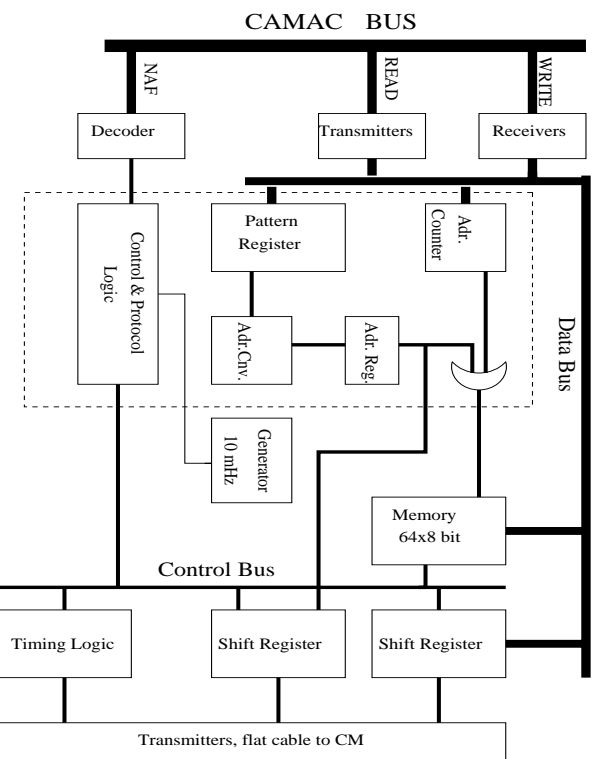 CAMAC BUS
NAF
READ
WRITE
Decoder
Transmitters
Receivers
Control & Protocol
Logic
Pattern
Register
Adr.
Counter
Adr.Cnv.
Adr. Reg.
Data Bus
Generator
10 mHz
Memory
64x8 bit
Control Bus
Timing Logic
Shift Register
Shift Register
Transmitters, flat cable to CM